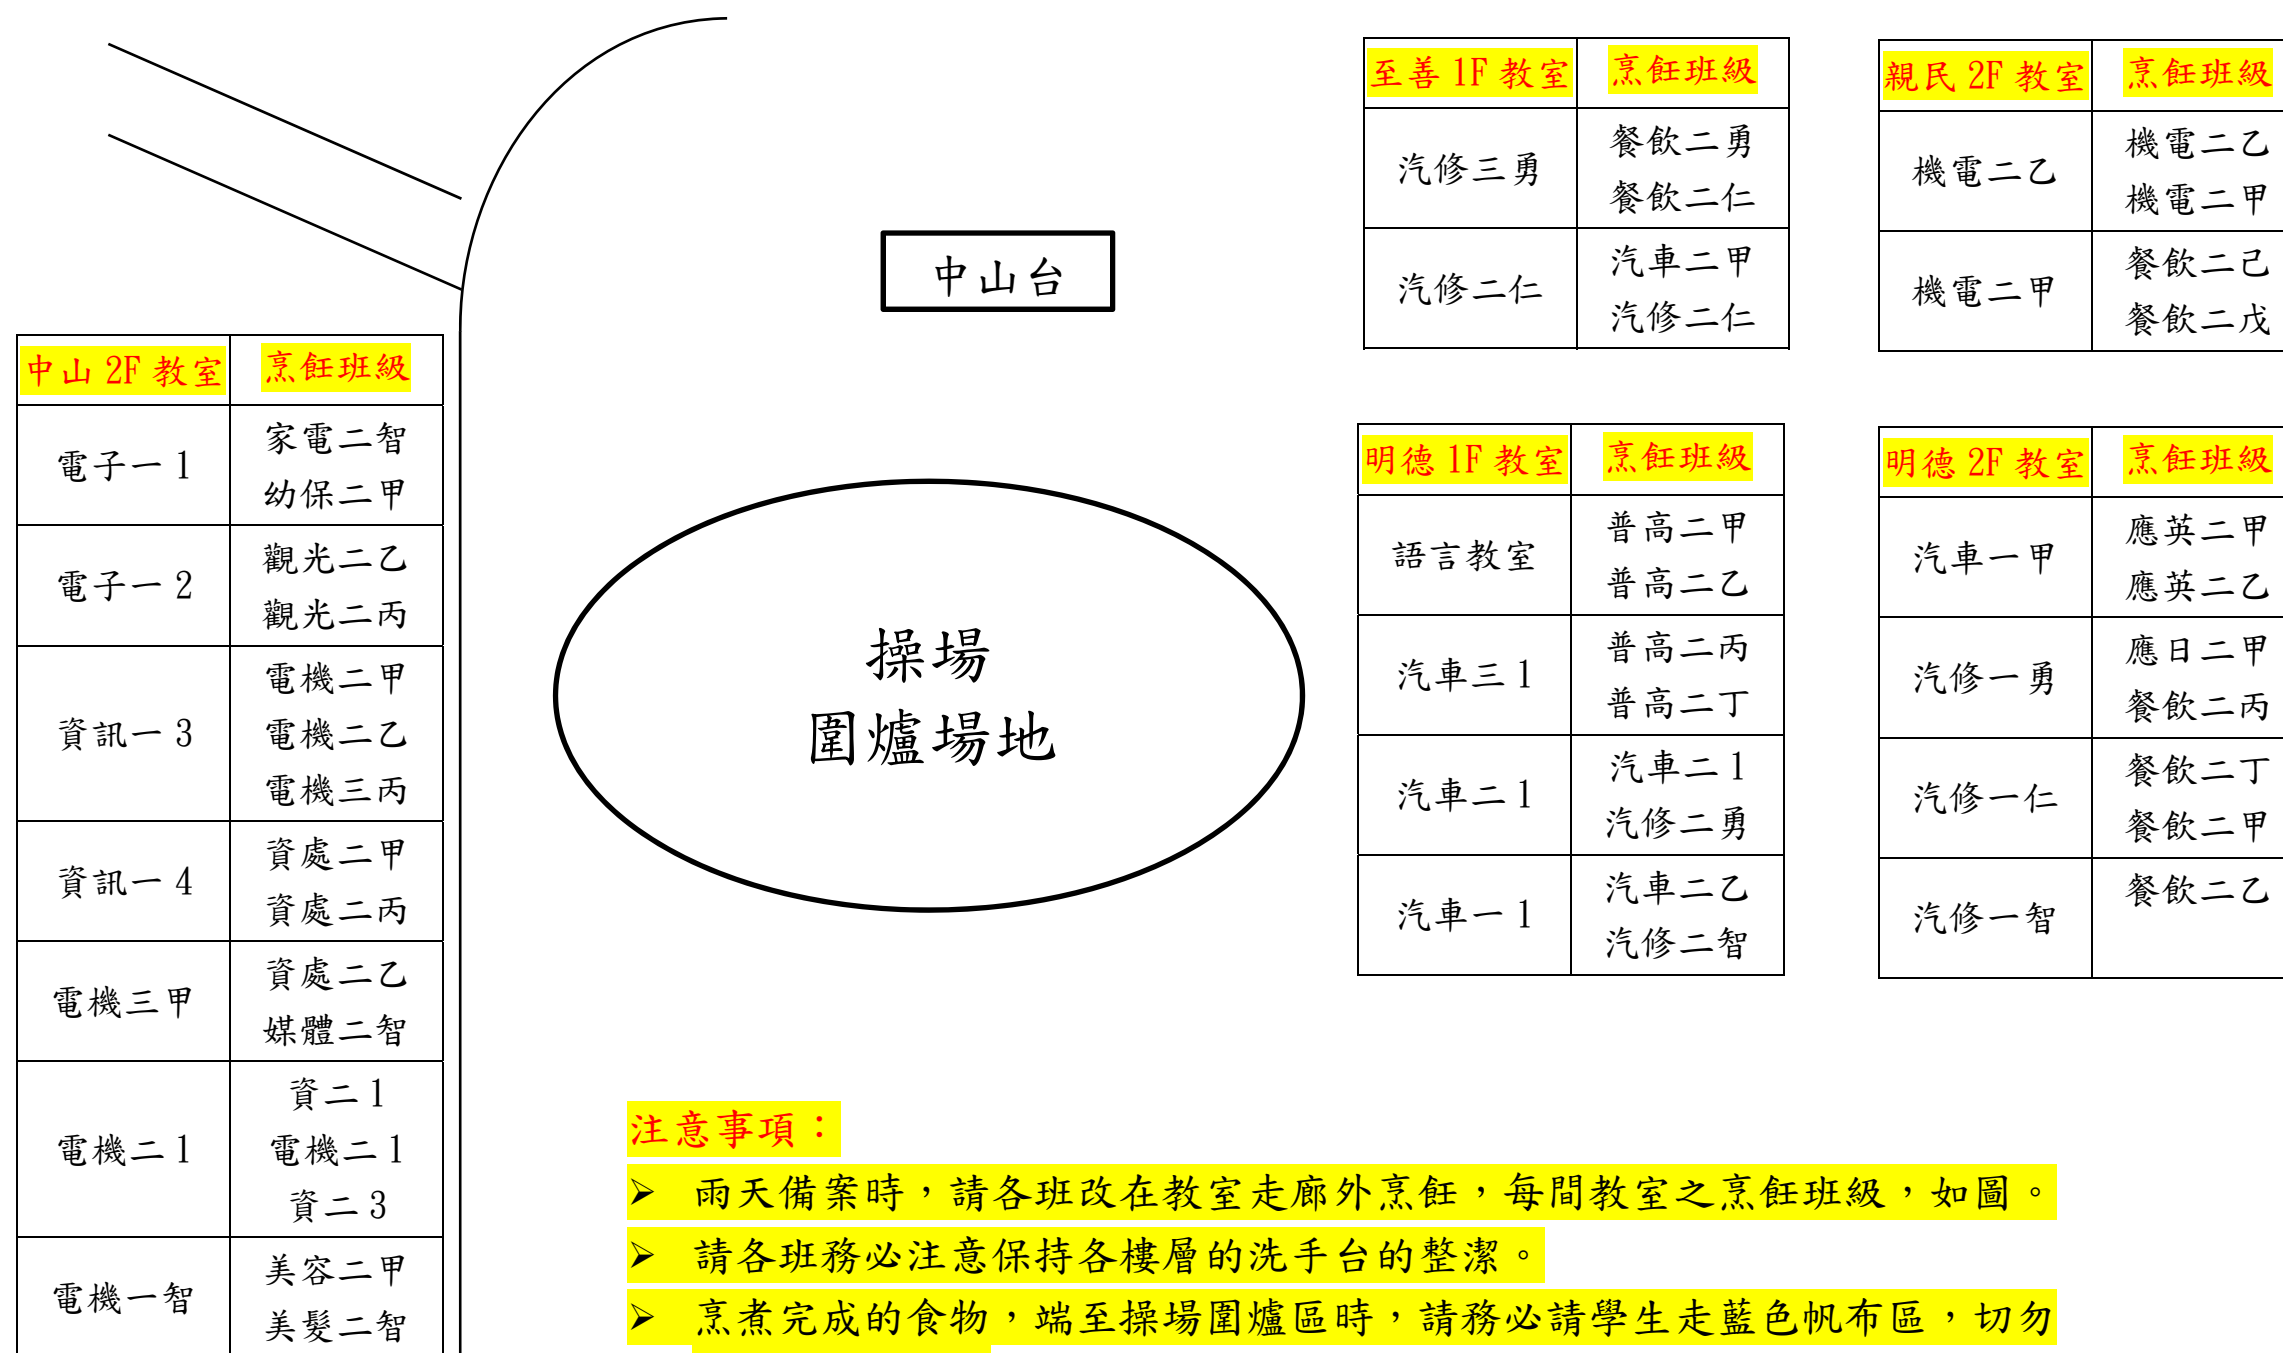 中山台
操場
圍爐場地
中山 2F 教室 烹飪班級
電子一 1
家電二智
幼保二甲
電子一 2
觀光二乙
觀光二丙
資訊一 3
電機二甲
電機二乙
電機三丙
資訊一 4
資處二甲
資處二丙
電機三甲
資處二乙
媒體二智
電機二 1
資二 1
電機二 1
資二 3
電機一智
美容二甲
美髮二智
至善 1F 教室 烹飪班級
汽修三勇
餐飲二勇
餐飲二仁
汽修二仁
汽車二甲
汽修二仁
親民 2F 教室 烹飪班級
機電二乙
機電二乙
機電二甲
機電二甲
餐飲二己
餐飲二戊
明德 1F 教室 烹飪班級
語言教室
普高二甲
普高二乙
汽車三 1
普高二丙
普高二丁
汽車二 1
汽車二 1
汽修二勇
汽車一 1
汽車二乙
汽修二智
明德 2F 教室 烹飪班級
汽車一甲
應英二甲
應英二乙
汽修一勇
應日二甲
餐飲二丙
汽修一仁
餐飲二丁
餐飲二甲
汽修一智
餐飲二乙
注意事項：
➢ 雨天備案時，請各班改在教室走廊外烹飪，每間教室之烹飪班級，如圖。
➢ 請各班務必注意保持各樓層的洗手台的整潔。
➢ 烹煮完成的食物，端至操場圍爐區時，請務必請學生走藍色帆布區，切勿